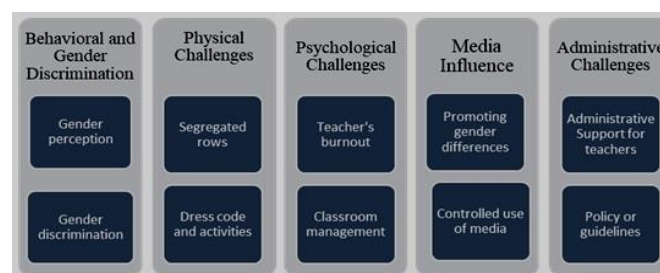 Behavioral and
Gender
Discrimination
Gender
perception
Gender
discrimination
Physical
Challenges
Segregated
rows
Dress code
and activities
Psychological
Challenges
Teacher's
burnout
Classroom
management
Media
Influence
Promoting
gender
differences
Controlled use
of media
Administrative
Challenges
Administrative
Support for
teachers
Policy or
guidelines